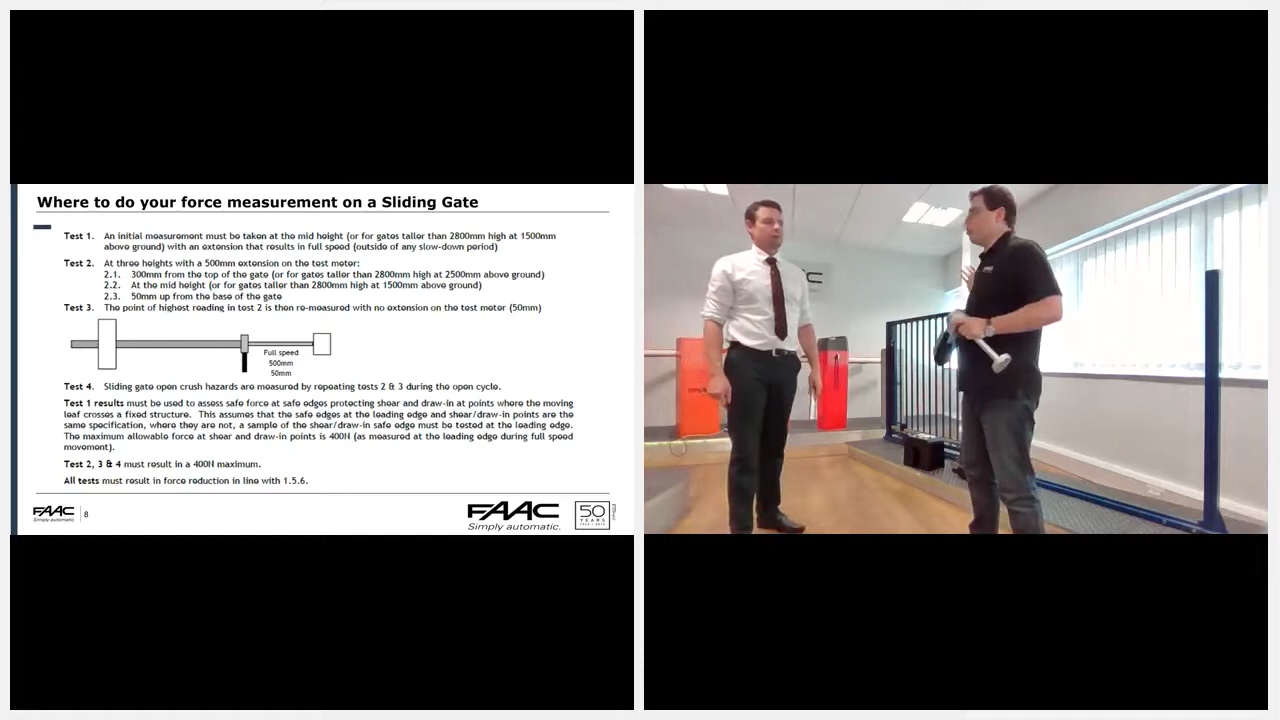 Where to do your force measurement on a Sliding Gate
Test 1. An initial measurement must be taken at the mid height (or for gates taller than 2800mm high at 1500mm
above ground) with an extension that results in full speed (outside of any slow-down period)
Test 2. At three heights with a 500mm extension on the test motor:
2.1. 300mm from the top of the gate (or for gates taller than 2800mm high at 2500mm above ground)
2.2. At the mid height (or for gates taller than 2800mm high at 1500mm above ground)
2.3. 50mm up from the base of the gate
Test 3. The point of highest reading in test 2 is then re-measured with no extension on the test motor (50mm)
Full speed
500mm
50mm
Test 4. Sliding gate open crush hazards are measured by repeating tests 2 & 3 during the open cycle.
Test 1 results must be used to assess safe force at safe edges protecting shear and draw-in at points where the moving
leaf crosses a fixed structure. This assumes that the safe edges at the leading edge and shear/draw-in points are the
same specification, where they are not, a sample of the shear/draw-in safe edge must be tested at the leading edge.
The maximum allowable force at shear and draw-in points is 400N (as measured at the leading edge during full speed
movement).
Test 2, 3 & 4 must result in a 400N maximum.
All tests must result in force reduction in line with 1.5.6.
FAAC
Simply automatic.
8
FAAC
Simply automatic.
50
YEARS